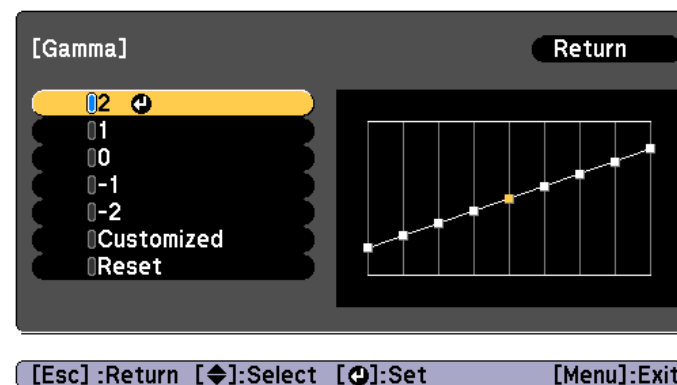 [Gamma]
Return
2
1
0
-1
-2
Customized
Reset
[Esc] :Return [◆]:Select [⏎]:Set [Menu]:Exit